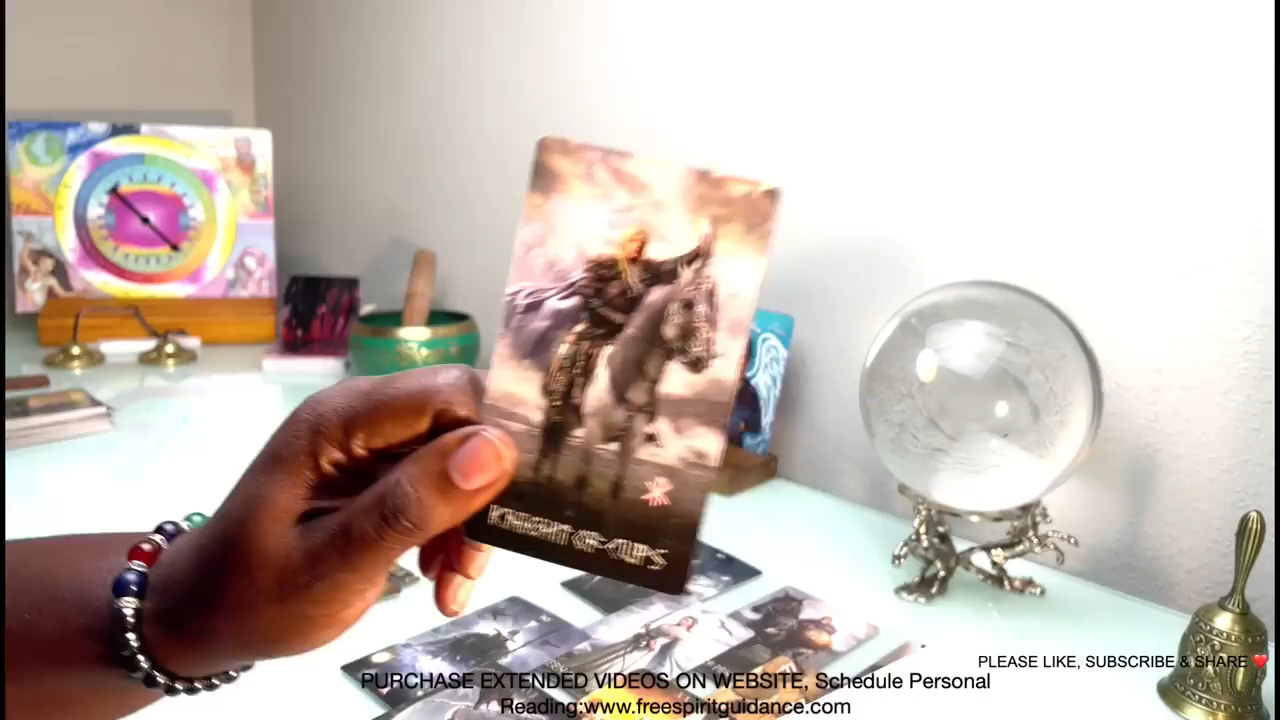 KNIGHT OF CUPS
PLEASE LIKE, SUBSCRIBE & SHARE ❤️
PURCHASE EXTENDED VIDEOS ON WEBSITE, Schedule Personal
Reading:www.freespiritguidance.com